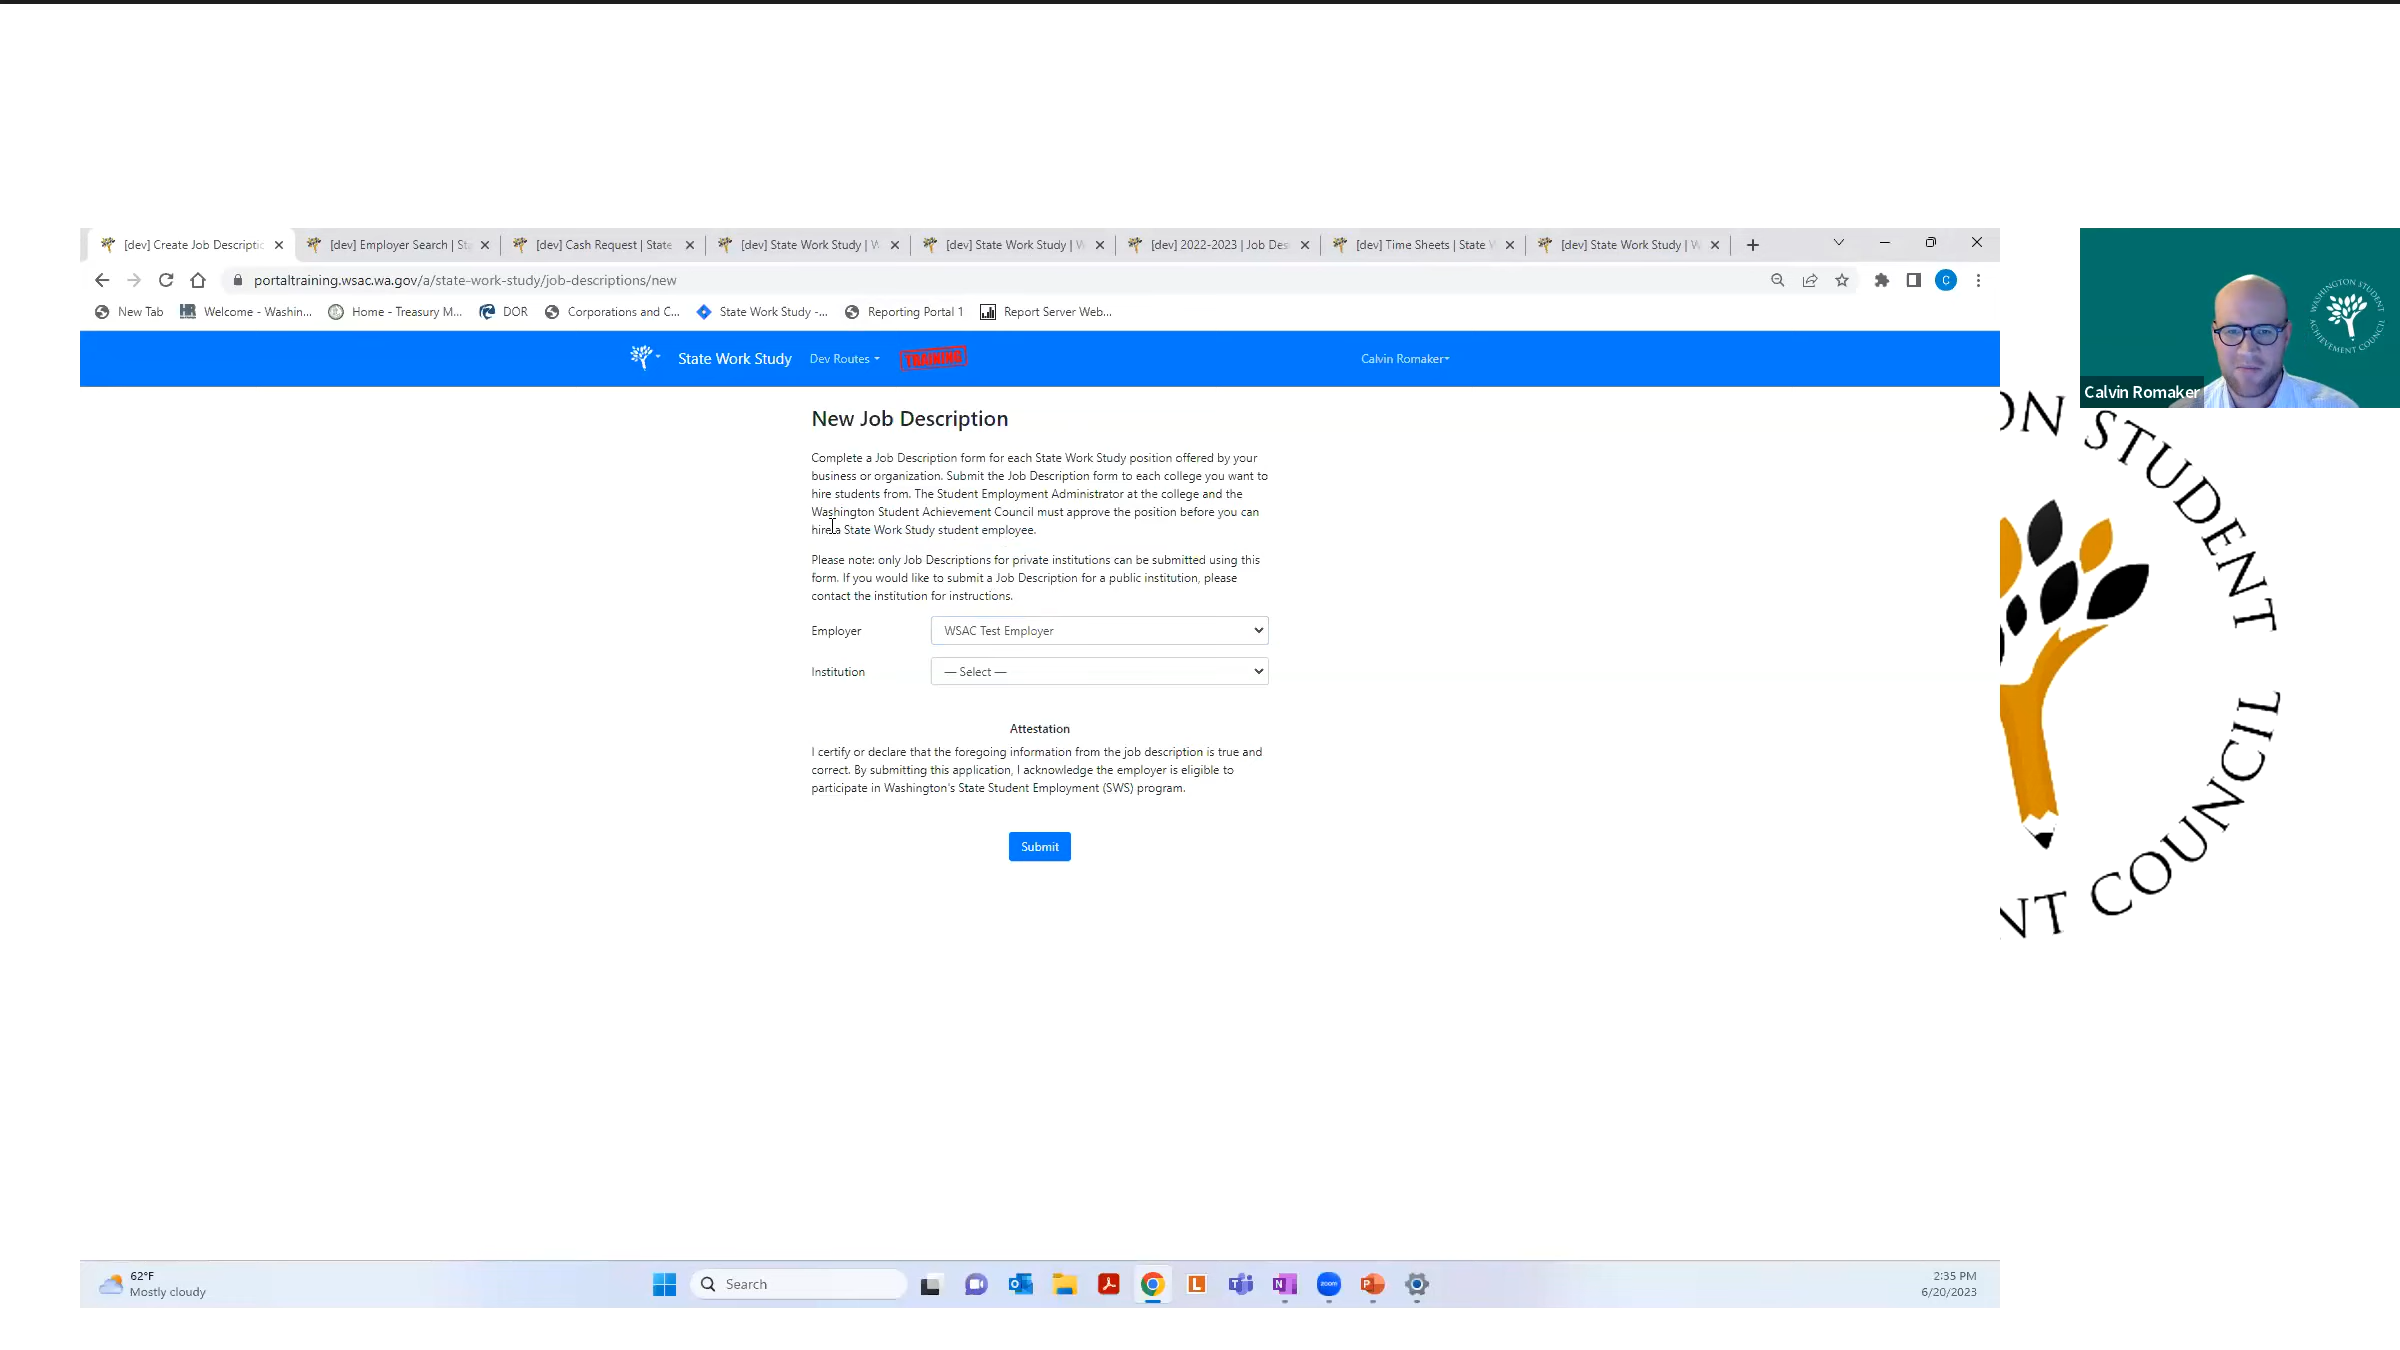 [dev] Create Job Descriptic
[dev] Employer Search | Sta
[dev] Cash Request | State
[dev] State Work Study | W
[dev] State Work Study | W
[dev] 2022-2023 | Job Des
[dev] Time Sheets | State W
[dev] State Work Study | W
portaltraining.wsac.wa.gov/a/state-work-study/job-descriptions/new
C
New Tab
Welcome - Washin...
Home - Treasury M...
DOR
Corporations and C...
State Work Study -...
Reporting Portal 1
Report Server Web...
State Work Study
Dev Routes
TRAINING
Calvin Romaker
WASHINGTON STUDENT ACHIEVEMENT COUNCIL
Calvin Romaker
New Job Description
Complete a Job Description form for each State Work Study position offered by your
business or organization. Submit the Job Description form to each college you want to
hire students from. The Student Employment Administrator at the college and the
Washington Student Achievement Council must approve the position before you can
hire a State Work Study student employee.
Please note: only Job Descriptions for private institutions can be submitted using this
form. If you would like to submit a Job Description for a public institution, please
contact the institution for instructions.
Employer
WSAC Test Employer
Institution
— Select —
Attestation
I certify or declare that the foregoing information from the job description is true and
correct. By submitting this application, I acknowledge the employer is eligible to
participate in Washington's State Student Employment (SWS) program.
Submit
ON STUDENT
NT COUNCIL
62°F
Mostly cloudy
Search
L
zoom
2:35 PM
6/20/2023